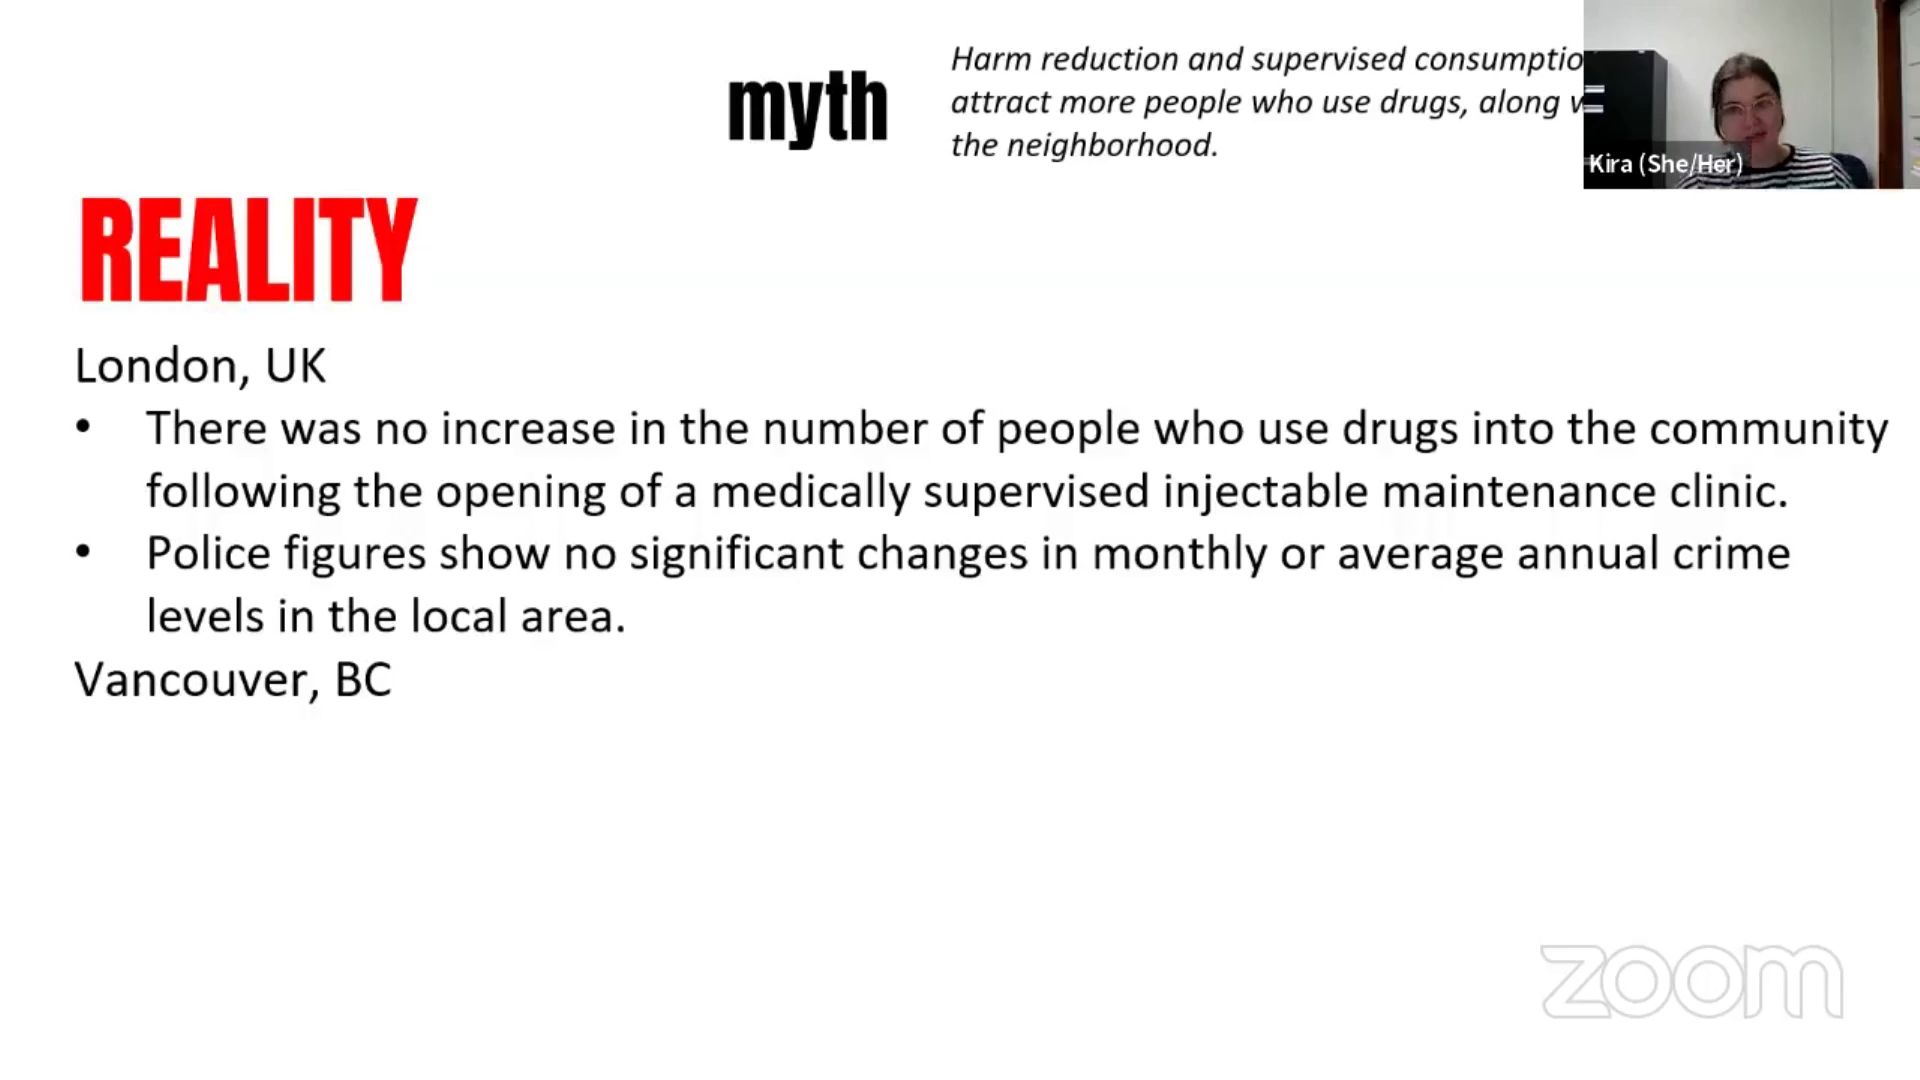 myth
Harm reduction and supervised consumptio
attract more people who use drugs, along
the neighborhood.
Kira (She/Her)
REALITY
London, UK
• There was no increase in the number of people who use drugs into the community
following the opening of a medically supervised injectable maintenance clinic.
• Police figures show no significant changes in monthly or average annual crime
levels in the local area.
Vancouver, BC
zoom